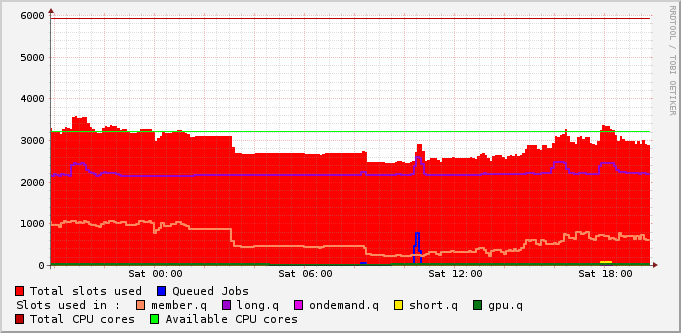 RRDTOOL / TOBI OETIKER
6000
5000
4000
3000
2000
1000
0
Sat 00:00 Sat 06:00 Sat 12:00 Sat 18:00
Total slots used Queued Jobs
Slots used in : member.q long.q ondemand.q short.q gpu.q
Total CPU cores Available CPU cores